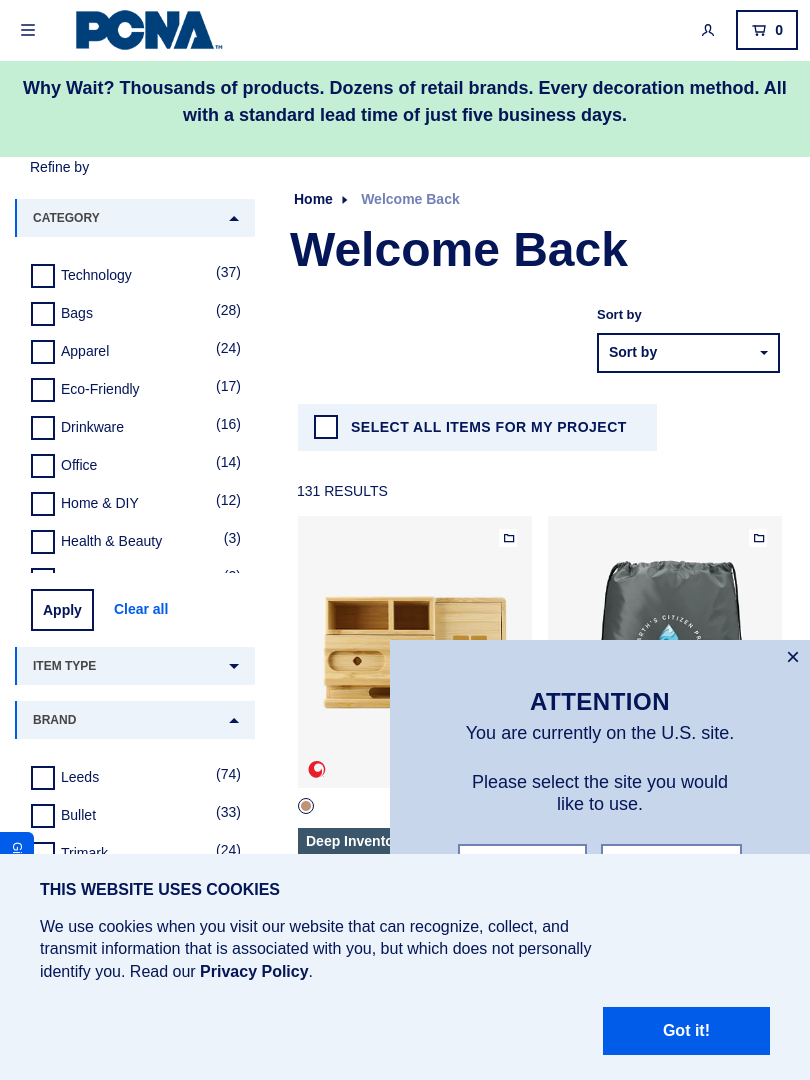 PCNA
TM
0
Why Wait? Thousands of products. Dozens of retail brands. Every decoration method. All
with a standard lead time of just five business days.
Refine by
Home
Welcome Back
CATEGORY
Welcome Back
Technology (37)
Bags (28)
Apparel (24)
Eco-Friendly (17)
Drinkware (16)
Office (14)
Home & DIY (12)
Health & Beauty (3)
Sort by
Sort by
SELECT ALL ITEMS FOR MY PROJECT
131 RESULTS
Apply
Clear all
ITEM TYPE
BRAND
Leeds (74)
Bullet (33)
Trimark (24)
ATTENTION
You are currently on the U.S. site.
Please select the site you would
like to use.
THIS WEBSITE USES COOKIES
We use cookies when you visit our website that can recognize, collect, and
transmit information that is associated with you, but which does not personally
identify you. Read our Privacy Policy.
Got it!